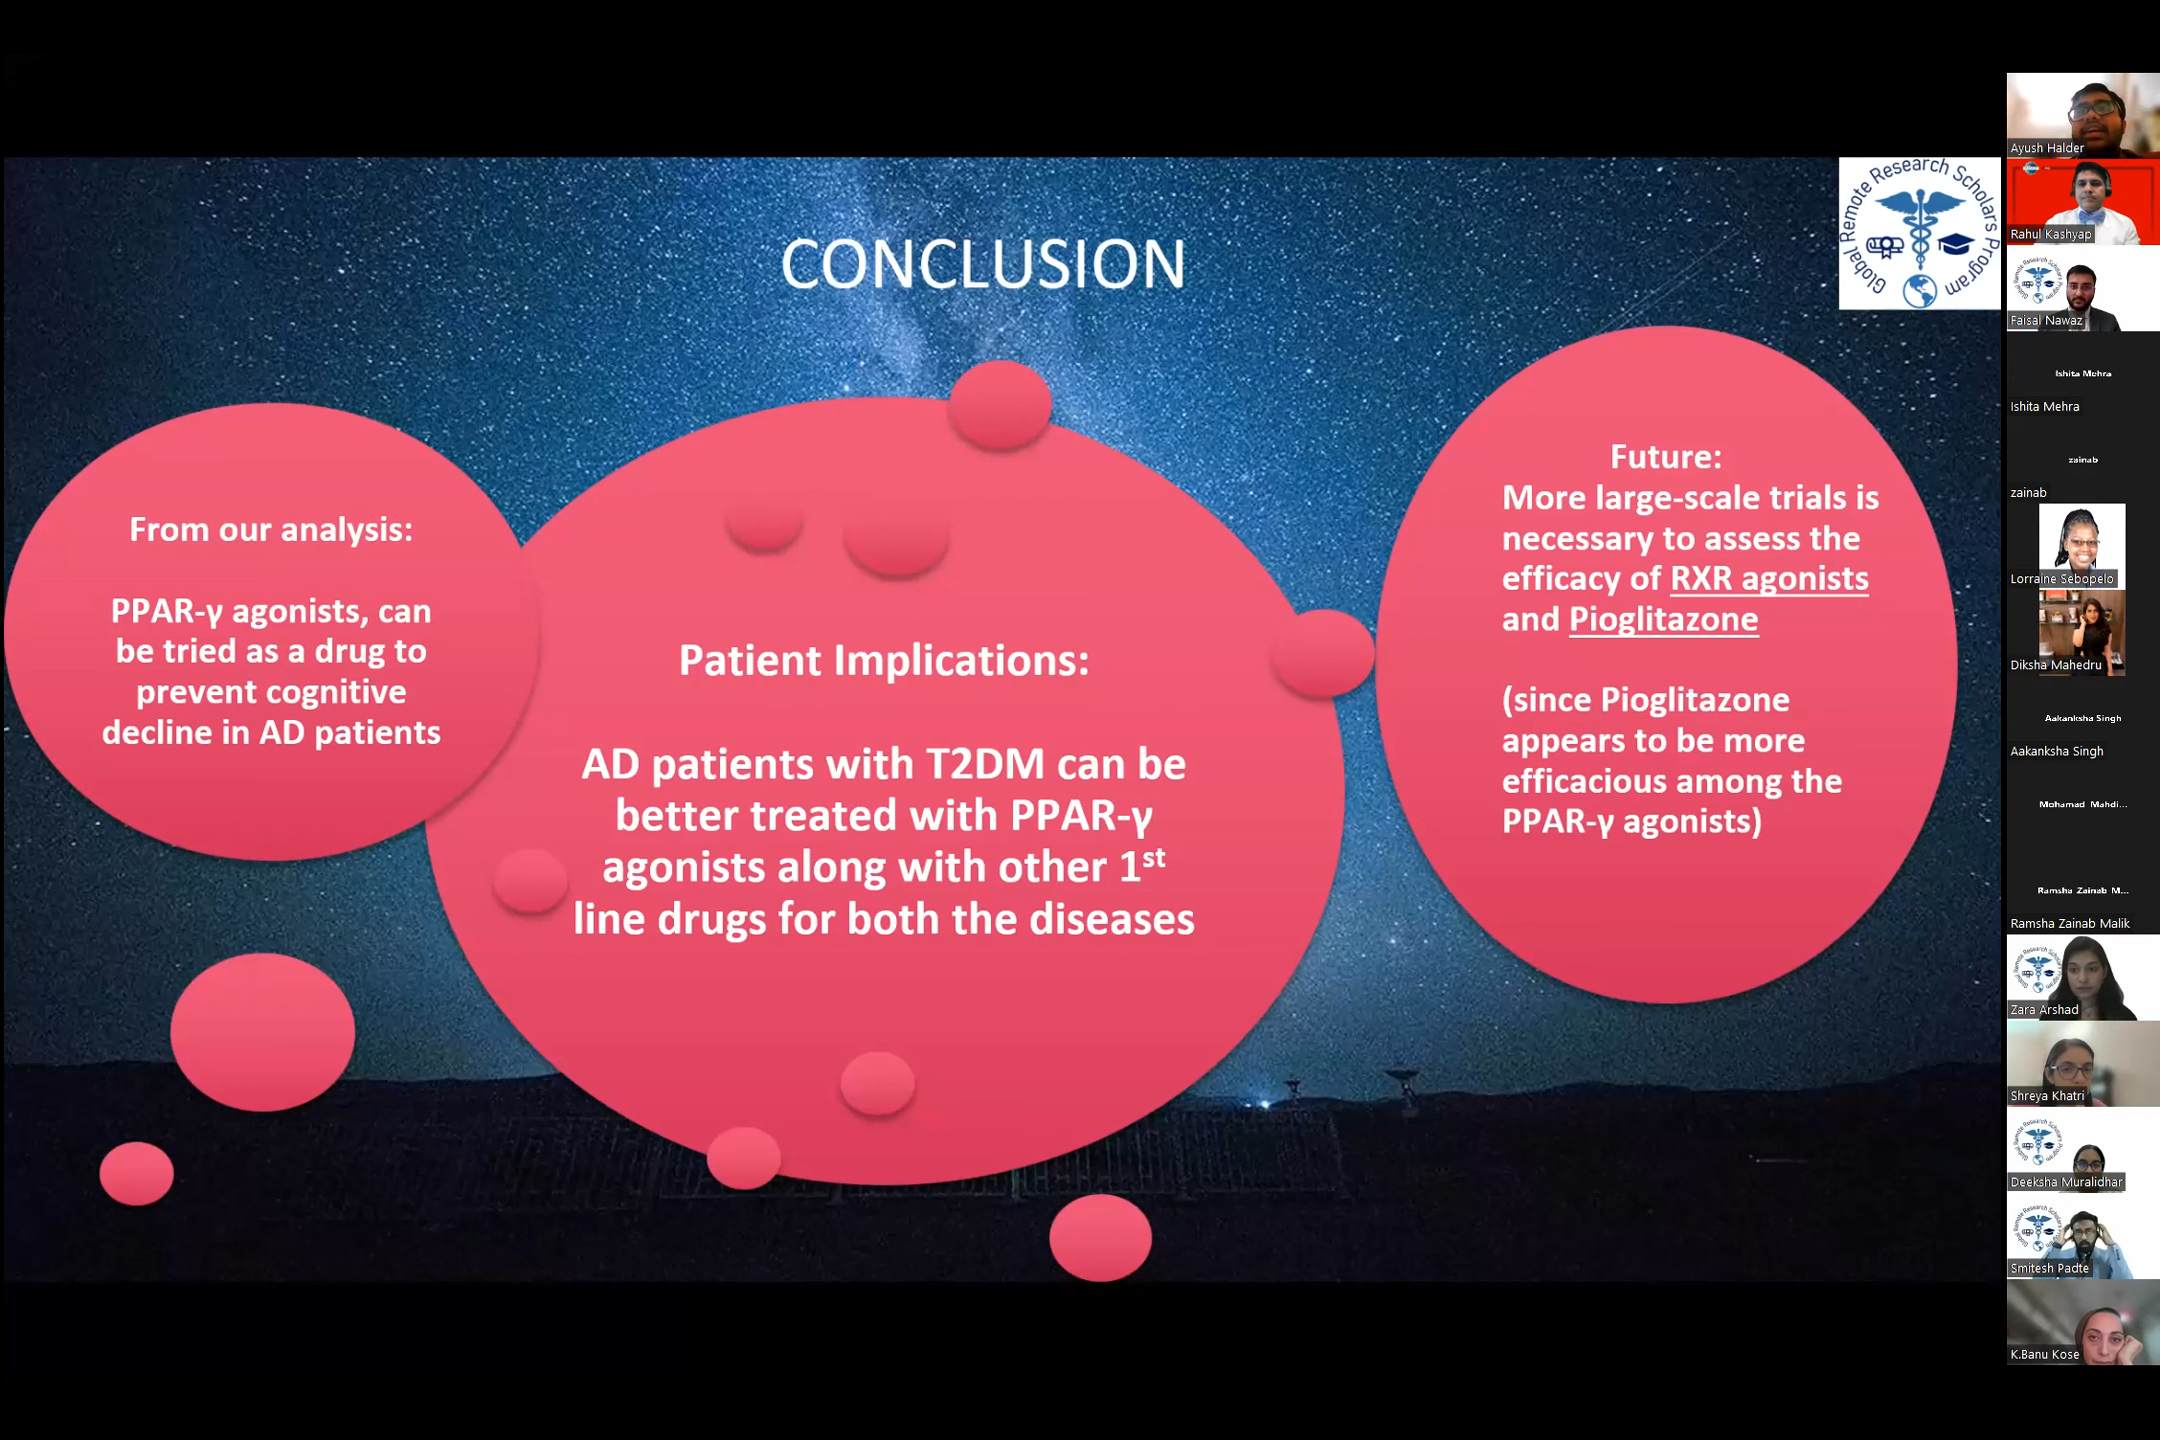 CONCLUSION
Global Remote Research Scholars Program
From our analysis:
PPAR-γ agonists, can
be tried as a drug to
prevent cognitive
decline in AD patients
Patient Implications:
AD patients with T2DM can be
better treated with PPAR-γ
agonists along with other 1st
line drugs for both the diseases
Future:
More large-scale trials is
necessary to assess the
efficacy of RXR agonists
and Pioglitazone
(since Pioglitazone
appears to be more
efficacious among the
PPAR-γ agonists)
Ayush Halder
Rahul Kashyap
Faisal Nawaz
Ishita Mehra
Ishita Mehra
zainab
zainab
Lorraine Sebopelo
Diksha Mahedru
Aakanksha Singh
Aakanksha Singh
Mohamad Mahdi...
Ramsha Zainab M...
Ramsha Zainab Malik
Zara Arshad
Shreya Khatri
Deeksha Muralidhar
Smitesh Padte
K.Banu Kose